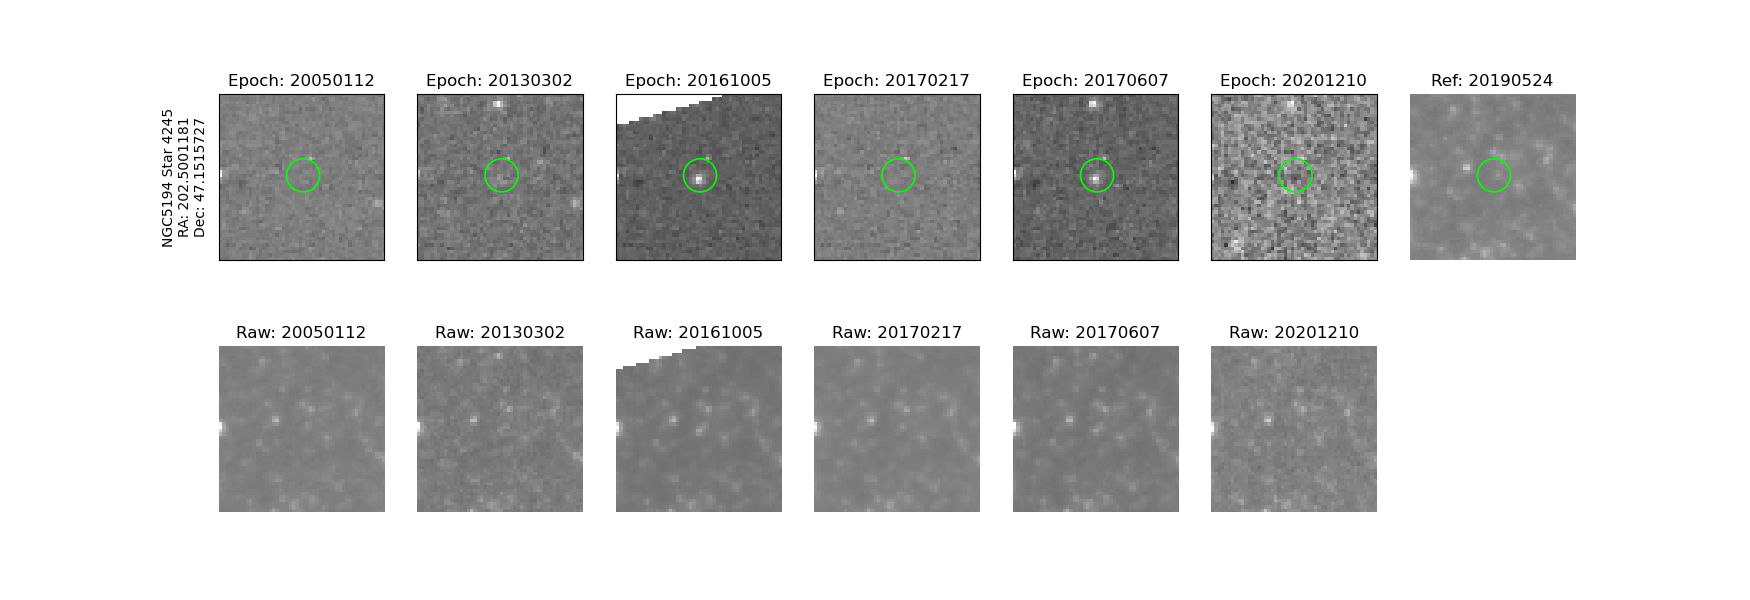 Epoch: 20050112
Epoch: 20130302
Epoch: 20161005
Epoch: 20170217
Epoch: 20170607
Epoch: 20201210
Ref: 20190524
NGC5194 Star 4245
RA: 202.5001181
Dec: 47.1515727
Raw: 20050112
Raw: 20130302
Raw: 20161005
Raw: 20170217
Raw: 20170607
Raw: 20201210